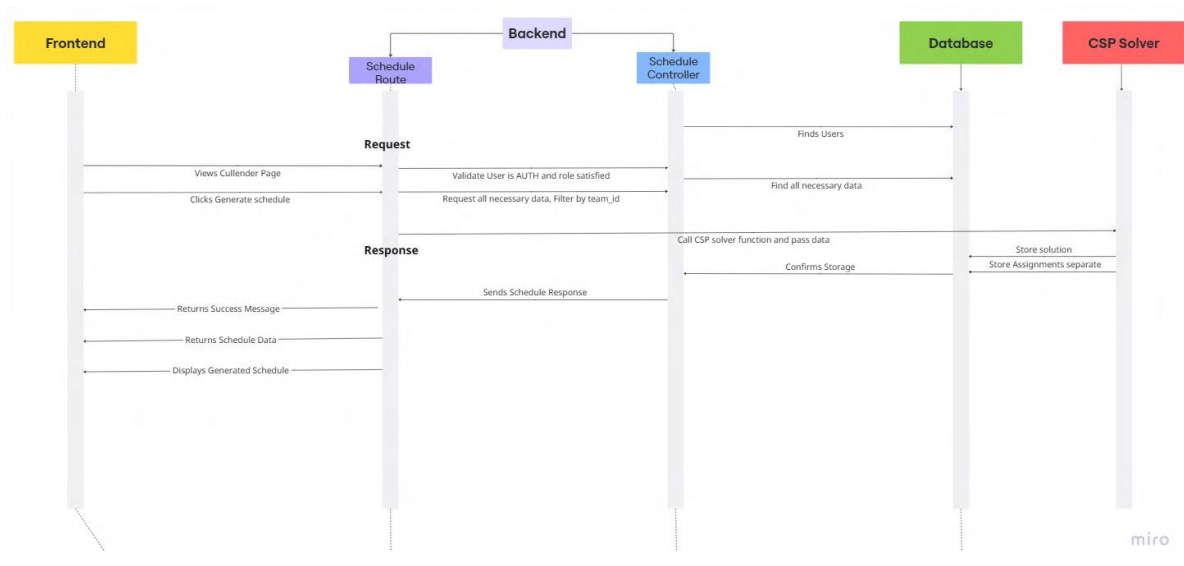 Backend
Frontend
Database
CSP Solver
Schedule
Route
Schedule
Controller
Finds Users
Request
Views Cullender Page
Validate User is AUTH and role satisfied
Find all necessary data
Clicks Generate schedule
Request all necessary data, Filter by team_id
Call CSP solver function and pass data
Response
Store solution
Confirms Storage
Store Assignments separate
Sends Schedule Response
Returns Success Message
Returns Schedule Data
Displays Generated Schedule
miro